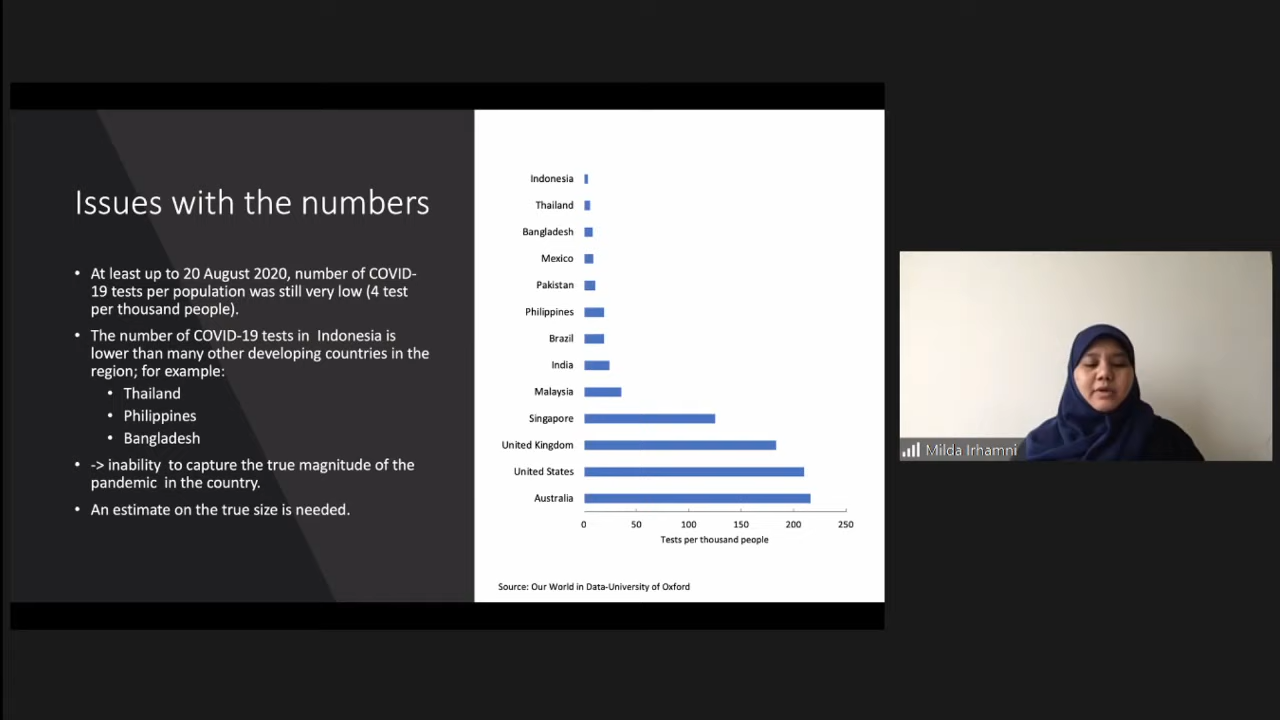 Issues with the numbers
• At least up to 20 August 2020, number of COVID-
19 tests per population was still very low (4 test
per thousand people).
• The number of COVID-19 tests in  Indonesia is
lower than many other developing countries in the
region; for example:
• Thailand
• Philippines
• Bangladesh
• -> inability  to capture the true magnitude of the
pandemic  in the country.
• An estimate on the true size is needed.
Indonesia
Thailand
Bangladesh
Mexico
Pakistan
Philippines
Brazil
India
Malaysia
Singapore
United Kingdom
United States
Australia
0 50 100 150 200 250
Tests per thousand people
Source: Our World in Data-University of Oxford
Milda Irhamni